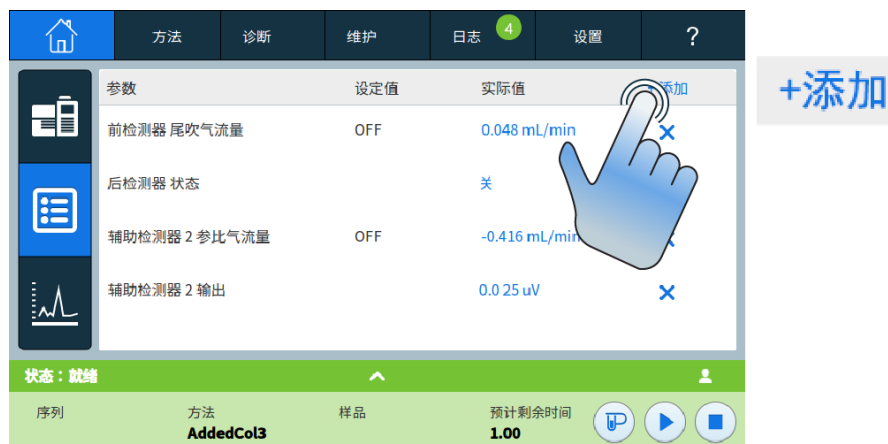 方法 诊断 维护 日志 4 设置 ?
参数 设定值 实际值 +添加
+添加
前检测器 尾吹气流量 OFF 0.048 mL/min
后检测器 状态 关
辅助检测器 2 参比气流量 OFF -0.416 mL/min
辅助检测器 2 输出 0.0 25 uV
状态：就绪
序列 方法 样品 预计剩余时间
AddedCol3 1.00